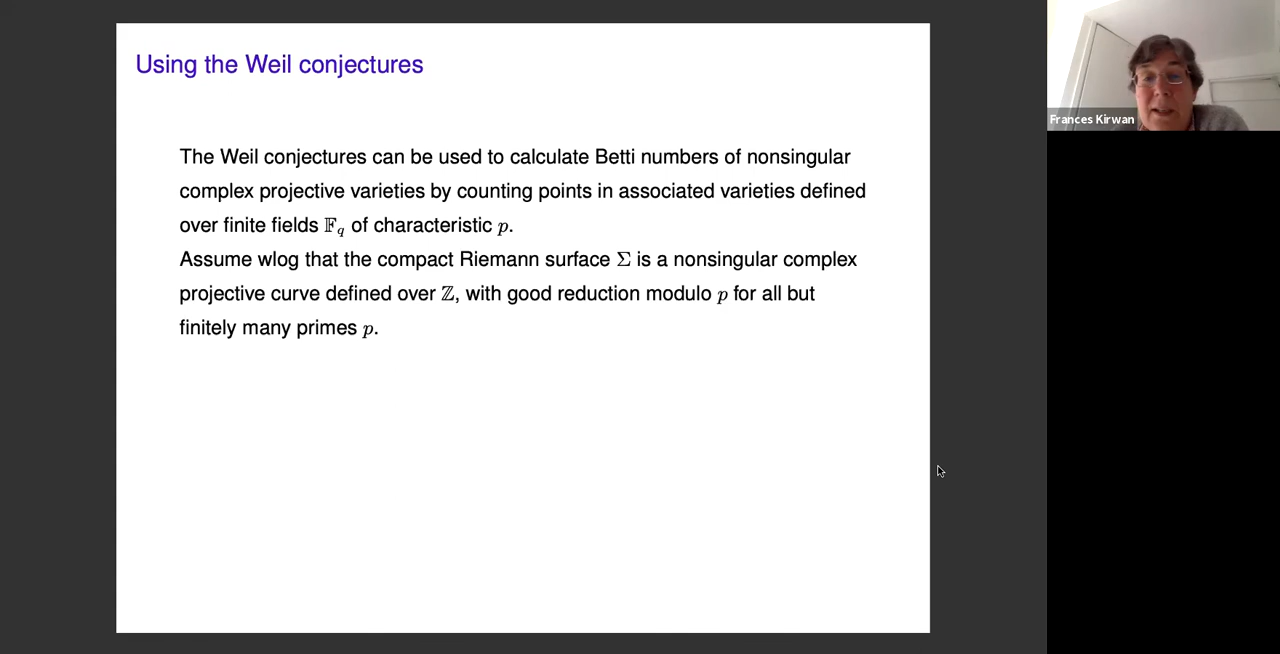 Using the Weil conjectures
The Weil conjectures can be used to calculate Betti numbers of nonsingular
complex projective varieties by counting points in associated varieties defined
over finite fields 𝔽_q of characteristic p.
Assume wlog that the compact Riemann surface Σ is a nonsingular complex
projective curve defined over ℤ, with good reduction modulo p for all but
finitely many primes p.
Frances Kirwan